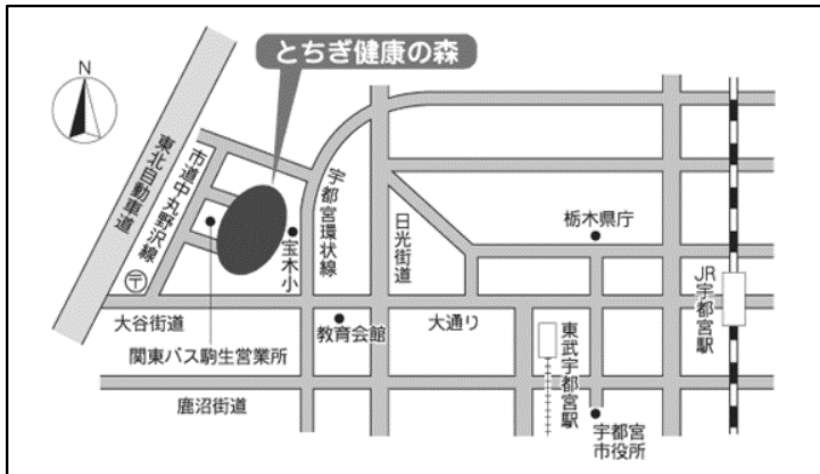 とちぎ健康の森
N
東北自動車道
市道中丸野沢線
宇都宮環状線
日光街道
栃木県庁
宝木小
JR宇都宮駅
〒
大谷街道
教育会館
大通り
関東バス駒生営業所
東武宇都宮駅
鹿沼街道
宇都宮
市役所